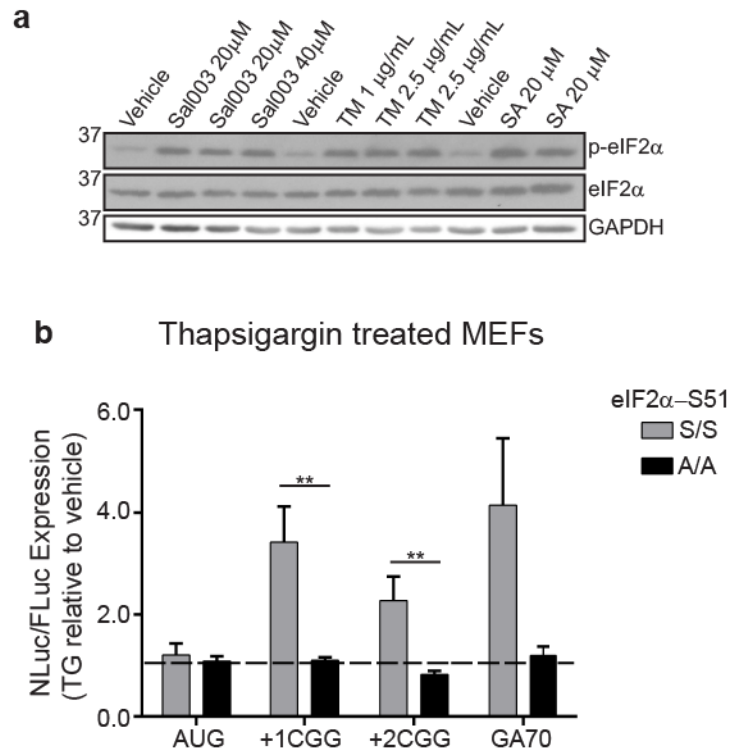 a
Vehicle
Sal003 20μM
Sal003 20μM
Sal003 40μM
Vehicle
TM 1 μg/mL
TM 2.5 μg/mL
TM 2.5 μg/mL
Vehicle
SA 20 μM
SA 20 μM
37
p-eIF2α
37
eIF2α
37
GAPDH
b
Thapsigargin treated MEFs
eIF2α–S51
S/S
A/A
NLuc/FLuc Expression
(TG relative to vehicle)
6.0
4.0
2.0
0.0
**
**
AUG +1CGG +2CGG GA70